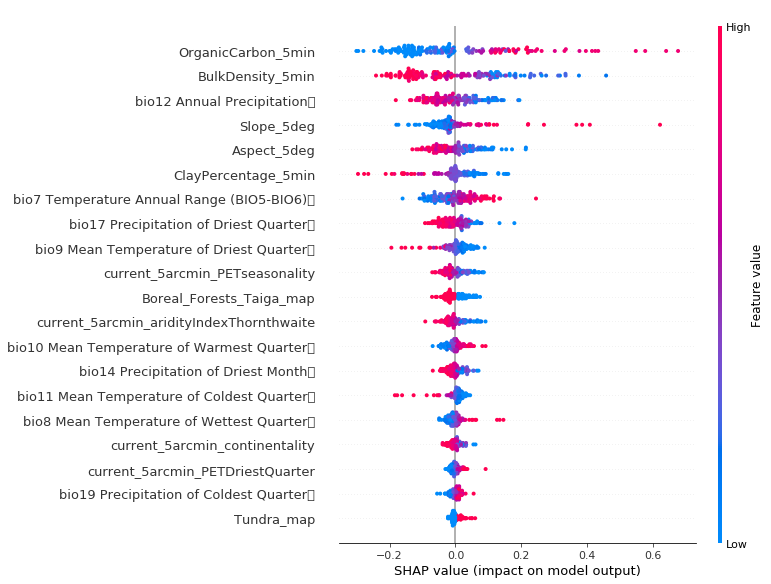 High
OrganicCarbon_5min
BulkDensity_5min
bio12 Annual Precipitation▯
Slope_5deg
Aspect_5deg
ClayPercentage_5min
bio7 Temperature Annual Range (BIO5-BIO6)▯
bio17 Precipitation of Driest Quarter▯
bio9 Mean Temperature of Driest Quarter▯
current_5arcmin_PETseasonality
Boreal_Forests_Taiga_map
current_5arcmin_aridityIndexThornthwaite
bio10 Mean Temperature of Warmest Quarter▯
bio14 Precipitation of Driest Month▯
bio11 Mean Temperature of Coldest Quarter▯
bio8 Mean Temperature of Wettest Quarter▯
current_5arcmin_continentality
current_5arcmin_PETDriestQuarter
bio19 Precipitation of Coldest Quarter▯
Tundra_map
Feature value
Low
−0.2 0.0 0.2 0.4 0.6
SHAP value (impact on model output)